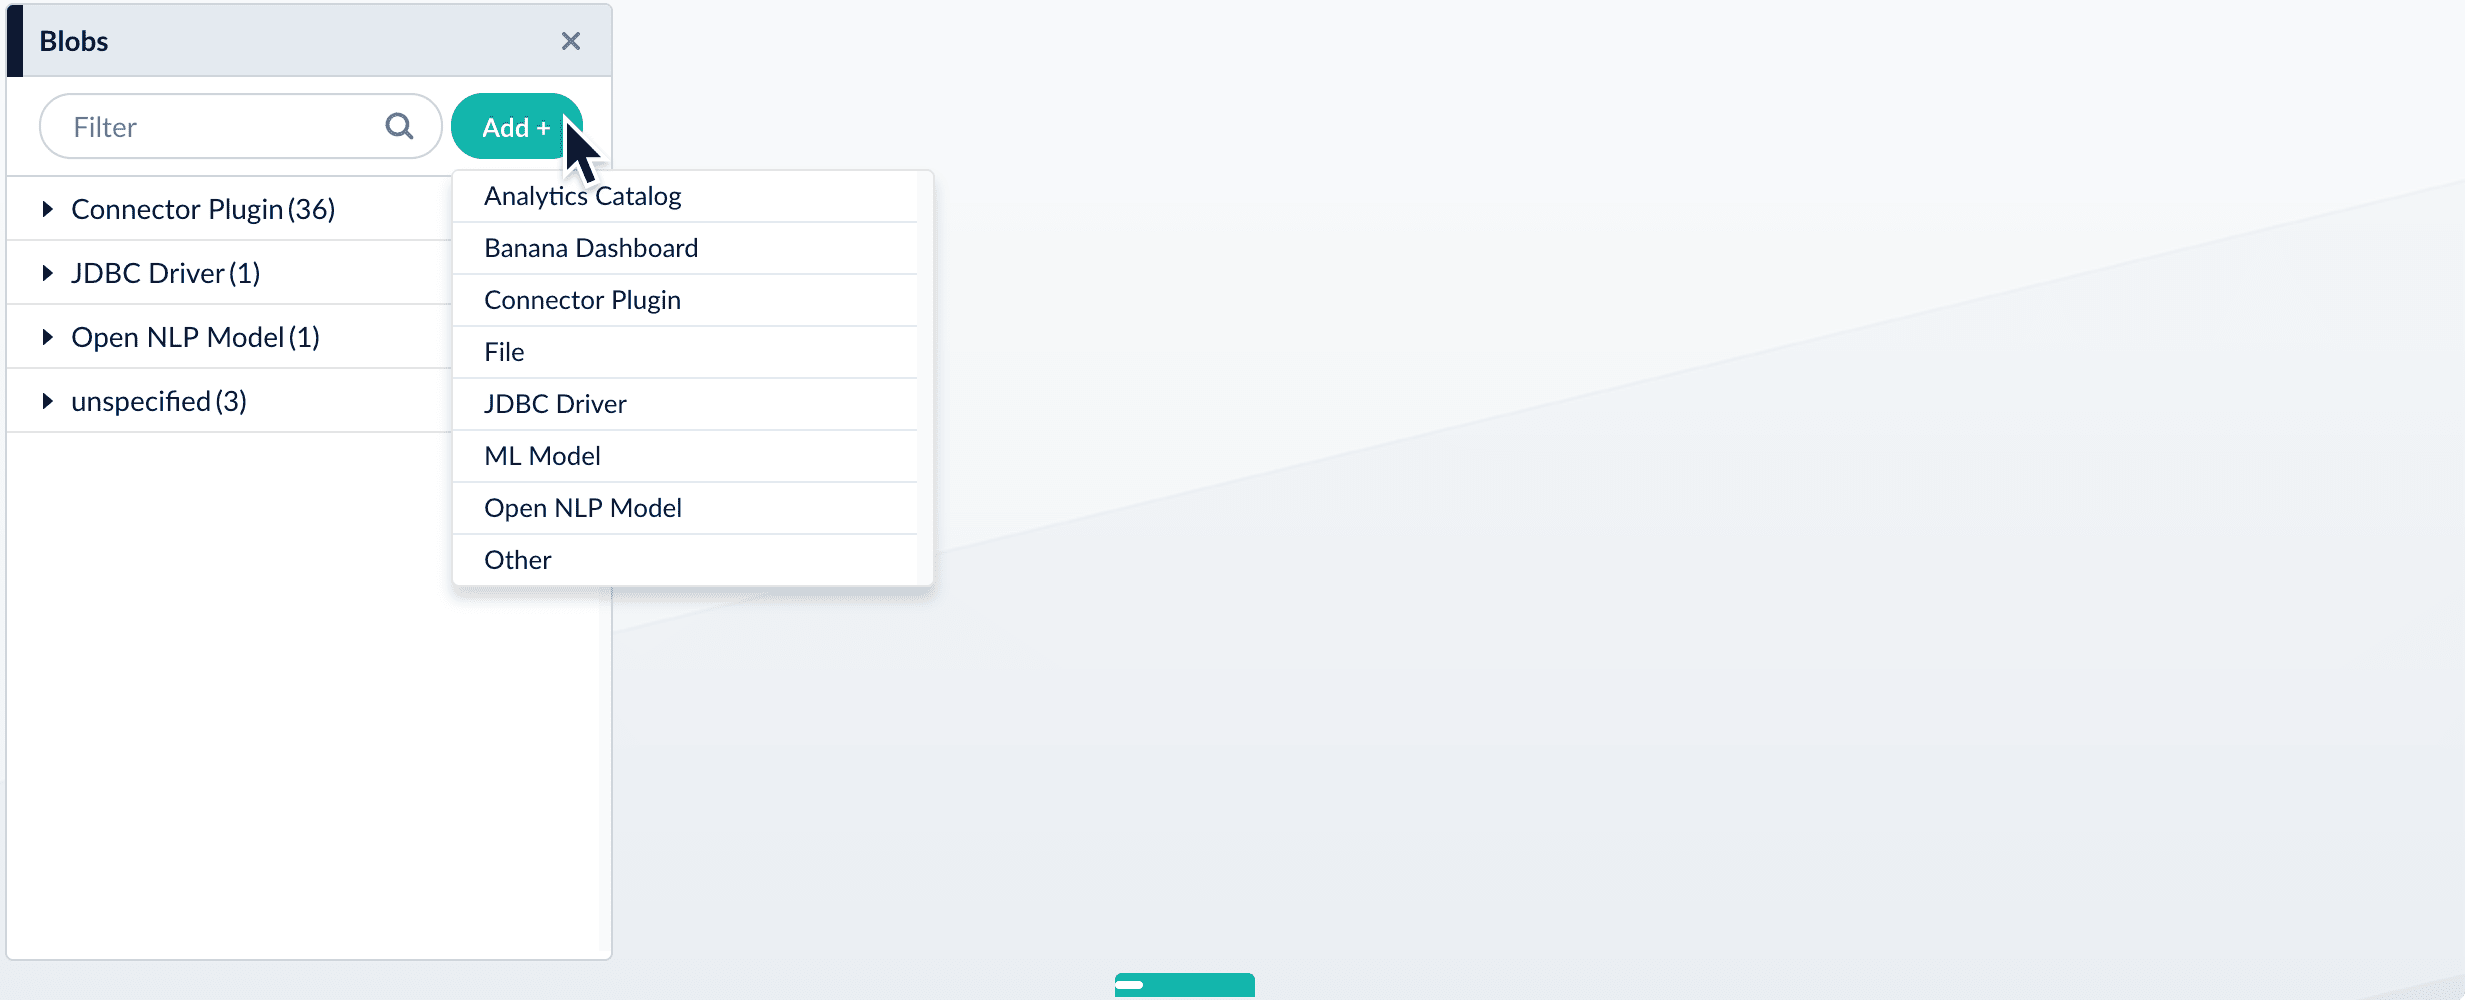 Blobs
Filter
Add +
Connector Plugin (36)
JDBC Driver (1)
Open NLP Model (1)
unspecified (3)
Analytics Catalog
Banana Dashboard
Connector Plugin
File
JDBC Driver
ML Model
Open NLP Model
Other